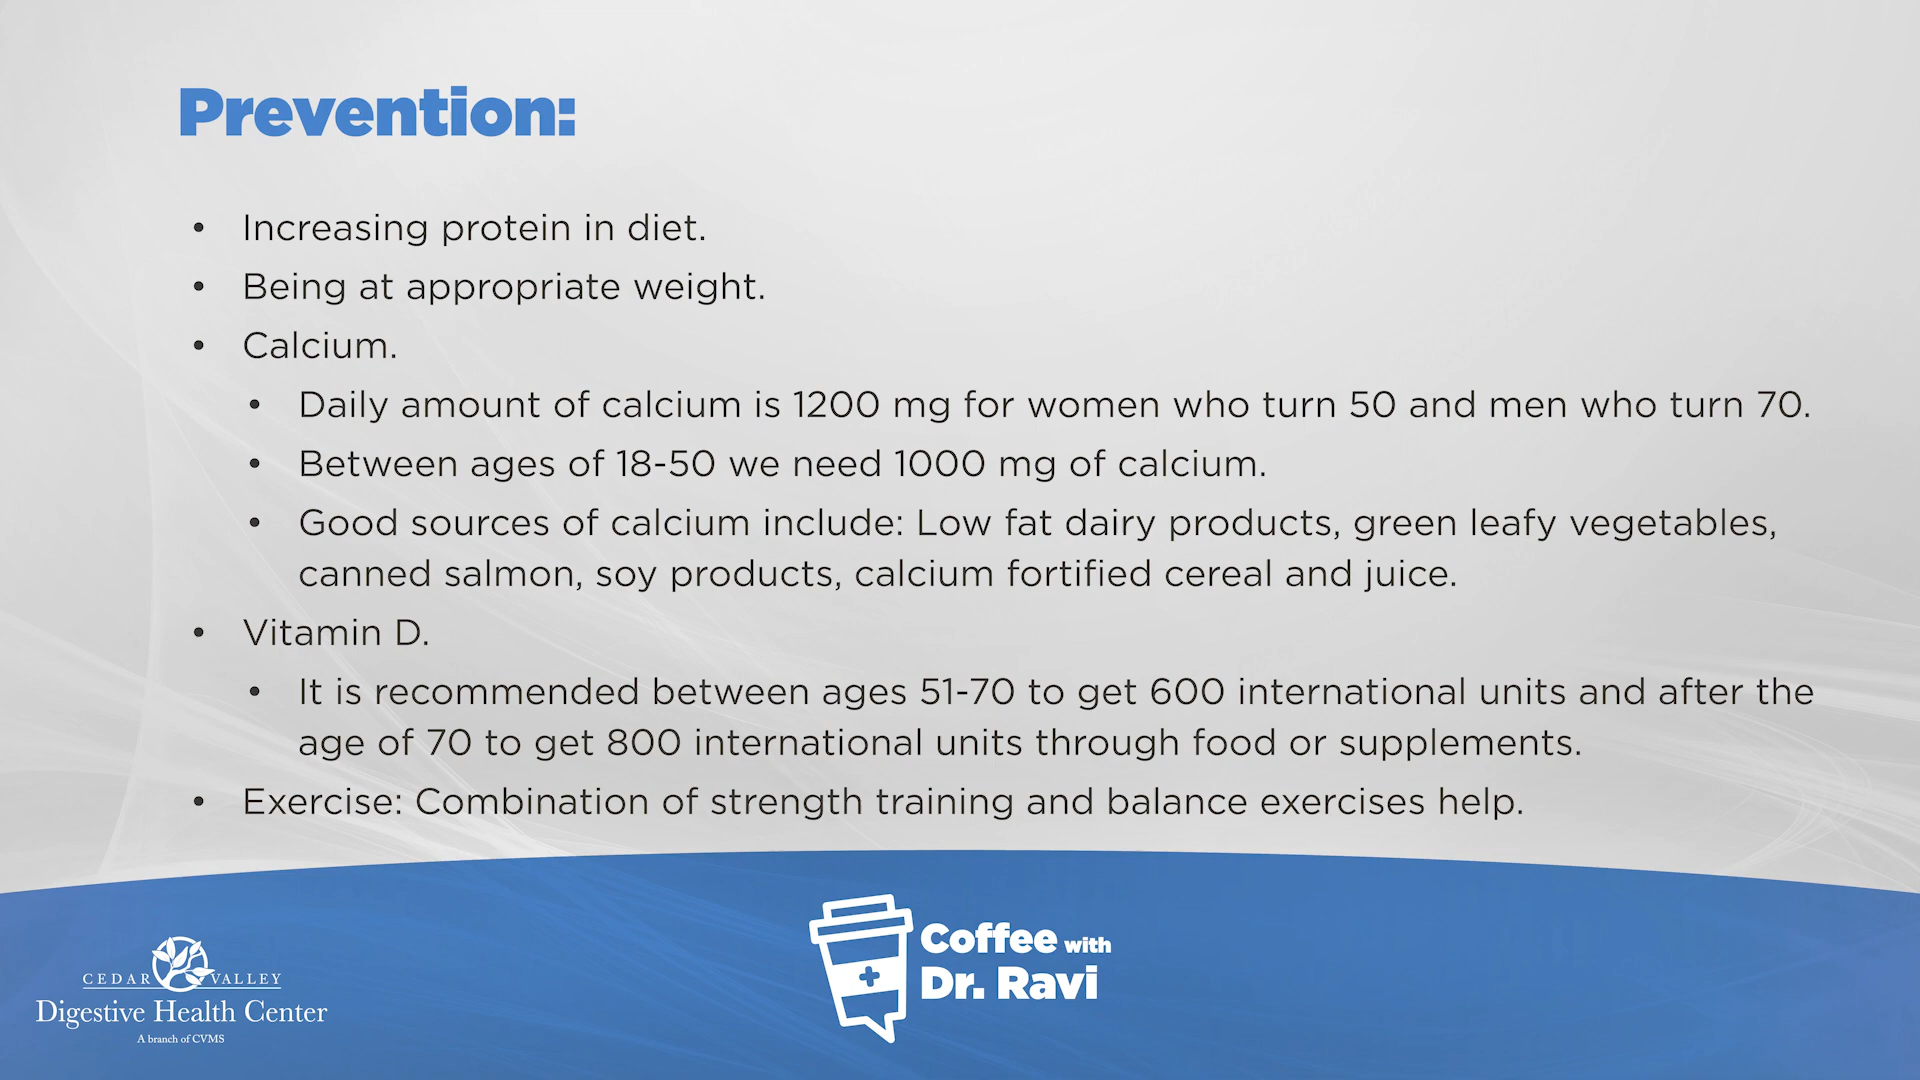 Prevention:
• Increasing protein in diet.
• Being at appropriate weight.
• Calcium.
• Daily amount of calcium is 1200 mg for women who turn 50 and men who turn 70.
• Between ages of 18-50 we need 1000 mg of calcium.
• Good sources of calcium include: Low fat dairy products, green leafy vegetables,
canned salmon, soy products, calcium fortified cereal and juice.
• Vitamin D.
• It is recommended between ages 51-70 to get 600 international units and after the
age of 70 to get 800 international units through food or supplements.
• Exercise: Combination of strength training and balance exercises help.
Coffee with
Dr. Ravi
CEDAR VALLEY
Digestive Health Center
A branch of CVMS